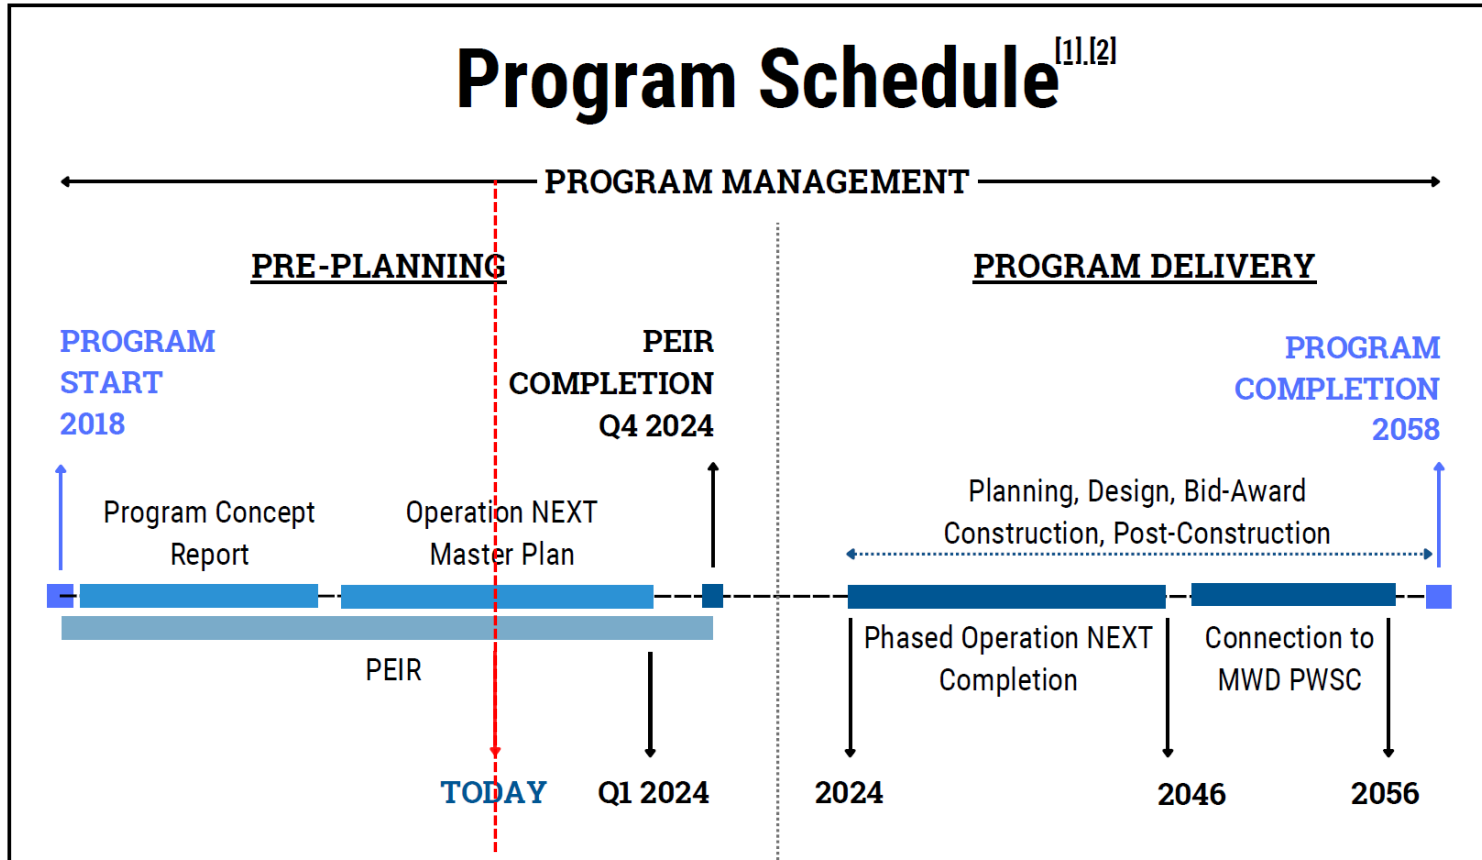 Program Schedule[1],[2]
PROGRAM MANAGEMENT
PRE-PLANNING
PROGRAM DELIVERY
PROGRAM
START
2018
PEIR
COMPLETION
Q4 2024
PROGRAM
COMPLETION
2058
Program Concept
Report
Operation NEXT
Master Plan
Planning, Design, Bid-Award
Construction, Post-Construction
PEIR
Phased Operation NEXT
Completion
Connection to
MWD PWSC
TODAY
Q1 2024
2024
2046
2056